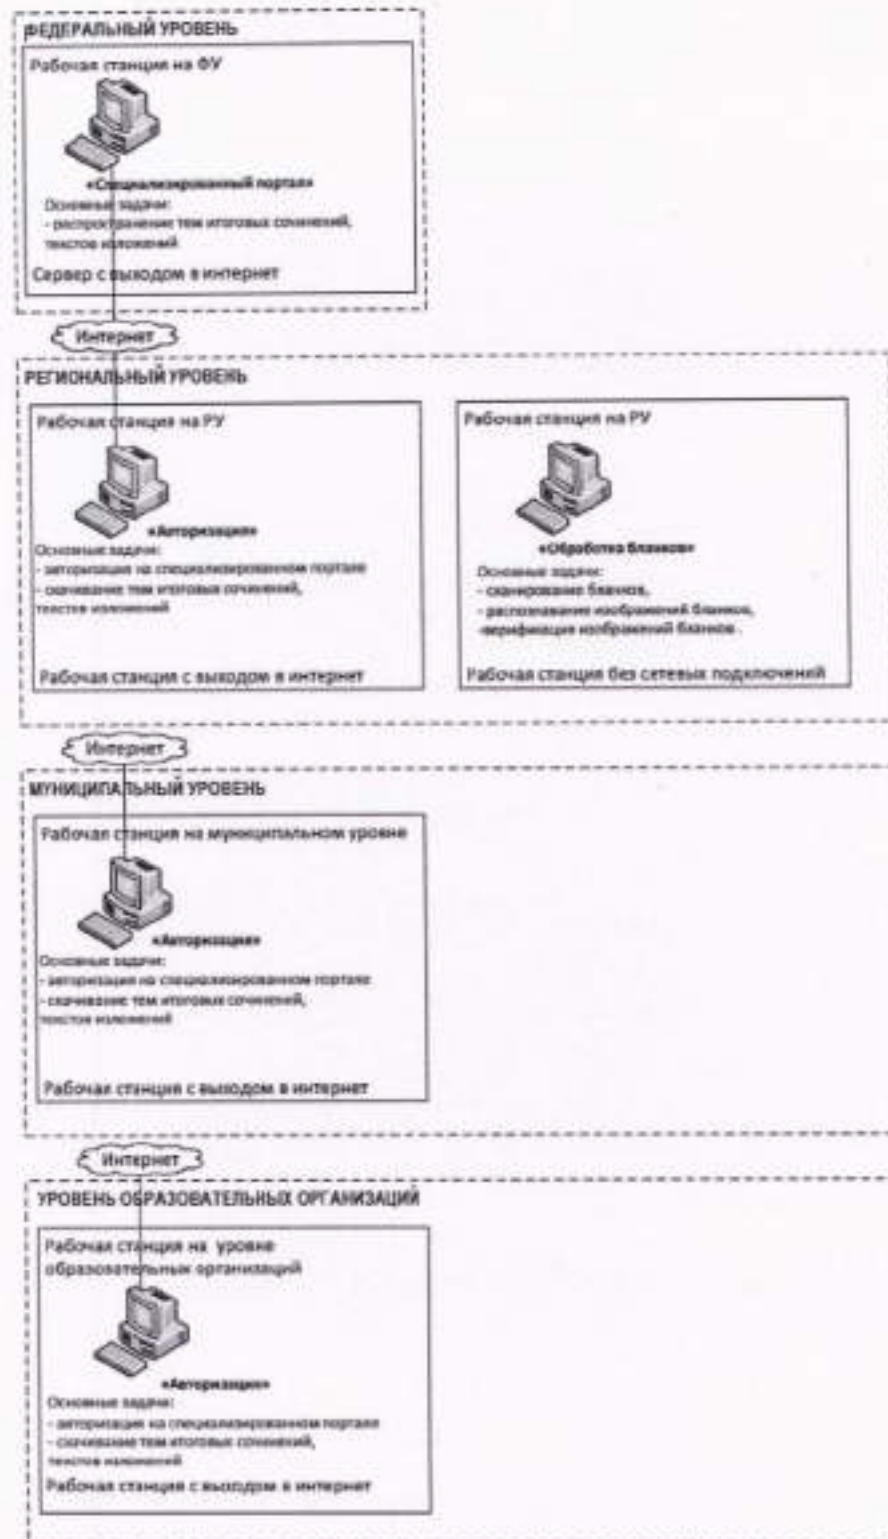 ФЕДЕРАЛЬНЫЙ УРОВЕНЬ
Рабочая станция на ФУ
«Специализированный портал»
Основные задачи:
- распространение тем итоговых сочинений,
текстов изложений
Сервер с выходом в интернет
Интернет
РЕГИОНАЛЬНЫЙ УРОВЕНЬ
Рабочая станция на РУ
«Авторизация»
Основные задачи:
- авторизация на специализированном портале
- скачивание тем итоговых сочинений,
текстов изложений
Рабочая станция с выходом в интернет
Рабочая станция на РУ
«Обработка бланков»
Основные задачи:
- сканирование бланков,
- распознавание изображений бланков,
-верификация изображений бланков.
Рабочая станция без сетевых подключений
Интернет
МУНИЦИПАЛЬНЫЙ УРОВЕНЬ
Рабочая станция на муниципальном уровне
«Авторизация»
Основные задачи:
- авторизация на специализированном портале
- скачивание тем итоговых сочинений,
текстов изложений
Рабочая станция с выходом в интернет
Интернет
УРОВЕНЬ ОБРАЗОВАТЕЛЬНЫХ ОРГАНИЗАЦИЙ
Рабочая станция на уровне
образовательных организаций
«Авторизация»
Основные задачи:
- авторизация на специализированном портале
- скачивание тем итоговых сочинений,
текстов изложений
Рабочая станция с выходом в интернет